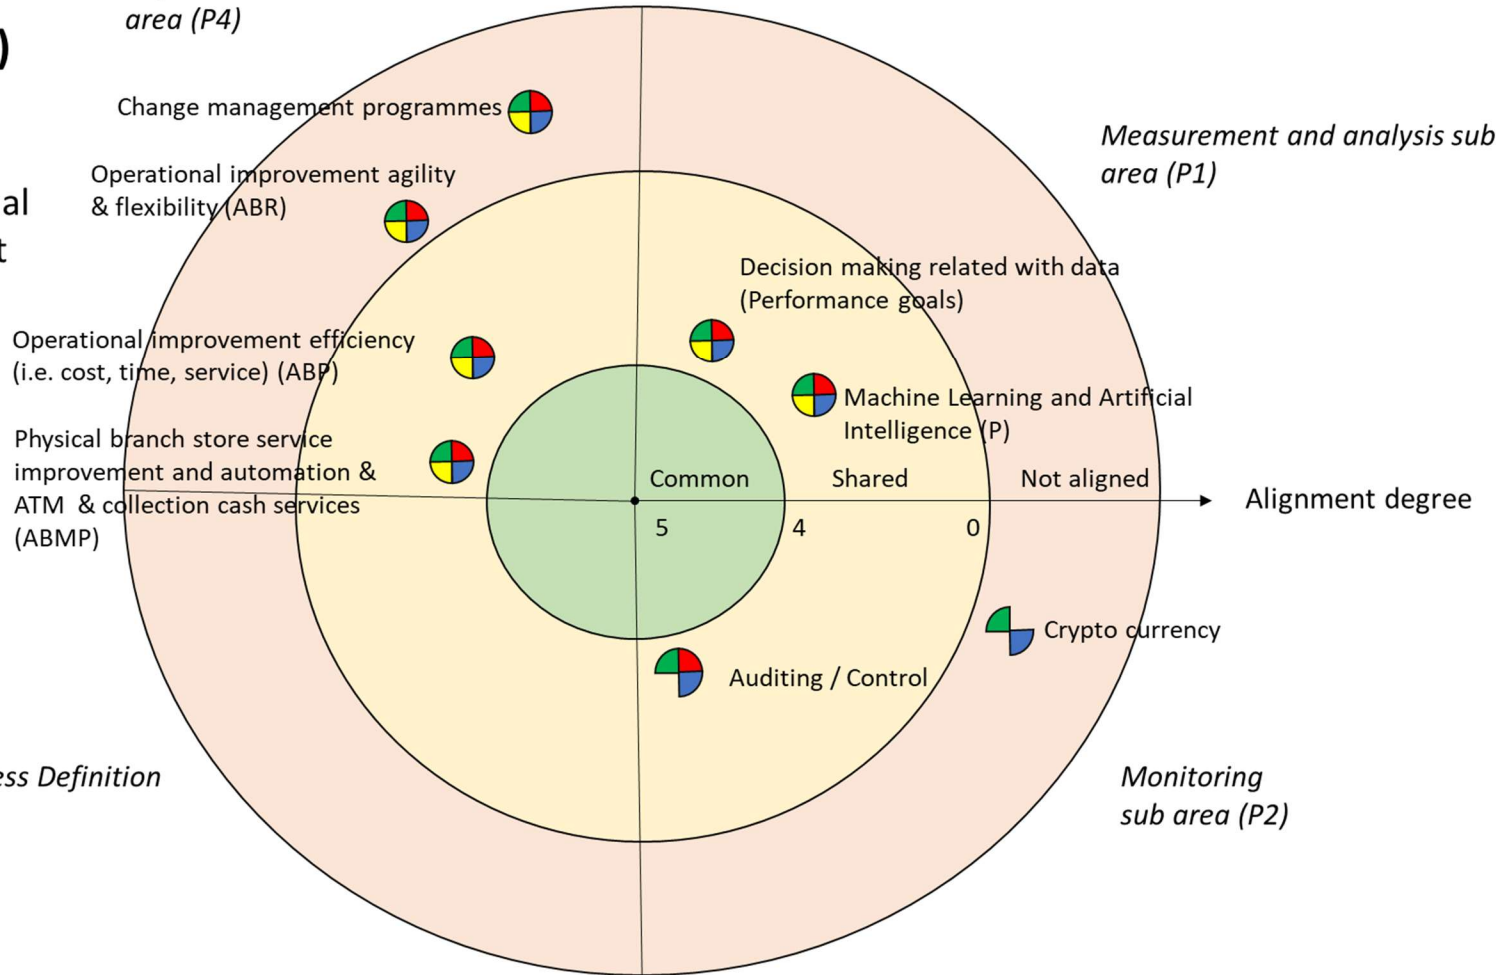 area (P4)
)
Change management programmes
Measurement and analysis sub
area (P1)
Operational improvement agility
& flexibility (ABR)
al
t
Decision making related with data
(Performance goals)
Operational improvement efficiency
(i.e. cost, time, service) (ABP)
Machine Learning and Artificial
Intelligence (P)
Physical branch store service
improvement and automation &
ATM & collection cash services
(ABMP)
Common Shared Not aligned
Alignment degree
5 4 0
Crypto currency
Auditing / Control
ess Definition
Monitoring
sub area (P2)